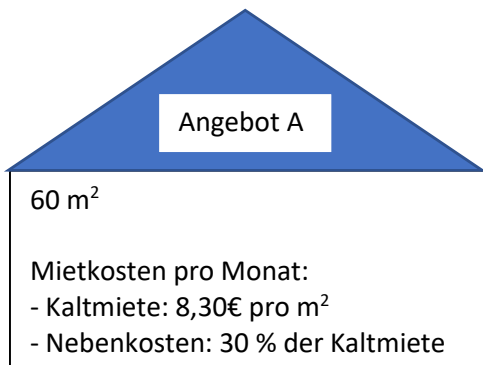 Angebot A
60 m²
Mietkosten pro Monat:
- Kaltmiete: 8,30€ pro m²
- Nebenkosten: 30 % der Kaltmiete